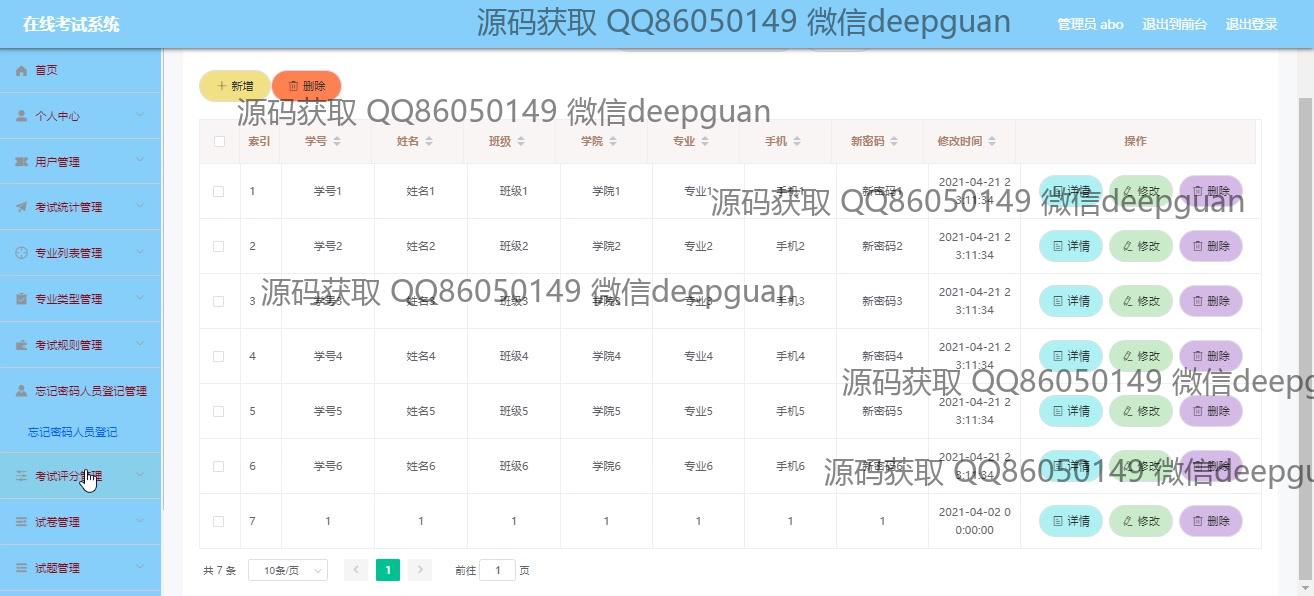 在线考试系统
源码获取 QQ86050149 微信deepguan
管理员 abo 退出到前台 退出登录
首页
个人中心
用户管理
考试统计管理
专业列表管理
专业类型管理
考试规则管理
忘记密码人员登记管理
忘记密码人员登记
考试评分管理
试卷管理
试题管理
新增 删除
源码获取 QQ86050149 微信deepguan
索引 学号 姓名 班级 学院 专业 手机 新密码 修改时间 操作
1 学号1 姓名1 班级1 学院1 专业1 手机1 新密码1 2021-04-21 2
3:11:34 详情 修改 删除
源码获取 QQ86050149 微信deepguan
2 学号2 姓名2 班级2 学院2 专业2 手机2 新密码2 2021-04-21 2
3:11:34 详情 修改 删除
3 学号3 姓名3 班级3 学院3 专业3 手机3 新密码3 2021-04-21 2
3:11:34 详情 修改 删除
源码获取 QQ86050149 微信deepguan
4 学号4 姓名4 班级4 学院4 专业4 手机4 新密码4 2021-04-21 2
3:11:34 详情 修改 删除
源码获取 QQ86050149 微信deepg
5 学号5 姓名5 班级5 学院5 专业5 手机5 新密码5 2021-04-21 2
3:11:34 详情 修改 删除
6 学号6 姓名6 班级6 学院6 专业6 手机6 新密码6 2021-04-21 2
3:11:34 详情 修改 删除
源码获取 QQ86050149 微信deepgu
7 1 1 1 1 1 1 1 2021-04-02 0
0:00:00 详情 修改 删除
共 7 条 10条/页 1 前往 1 页